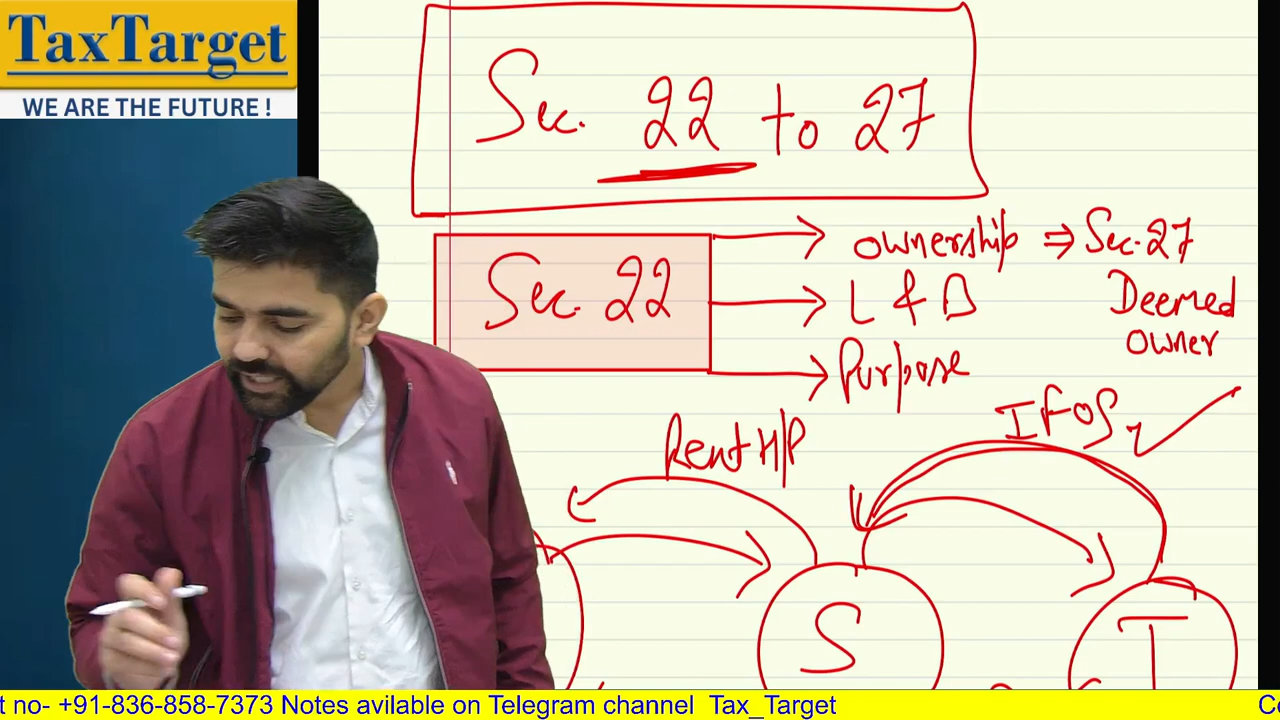 TaxTarget
WE ARE THE FUTURE !
Sec. 22 to 27
Sec. 22
ownership ⇒ Sec. 27
L & B
Deemed
owner
Purpose
Rent H/P
IFOS
S
T
t no- +91-836-858-7373 Notes avilable on Telegram channel Tax_Target
Co